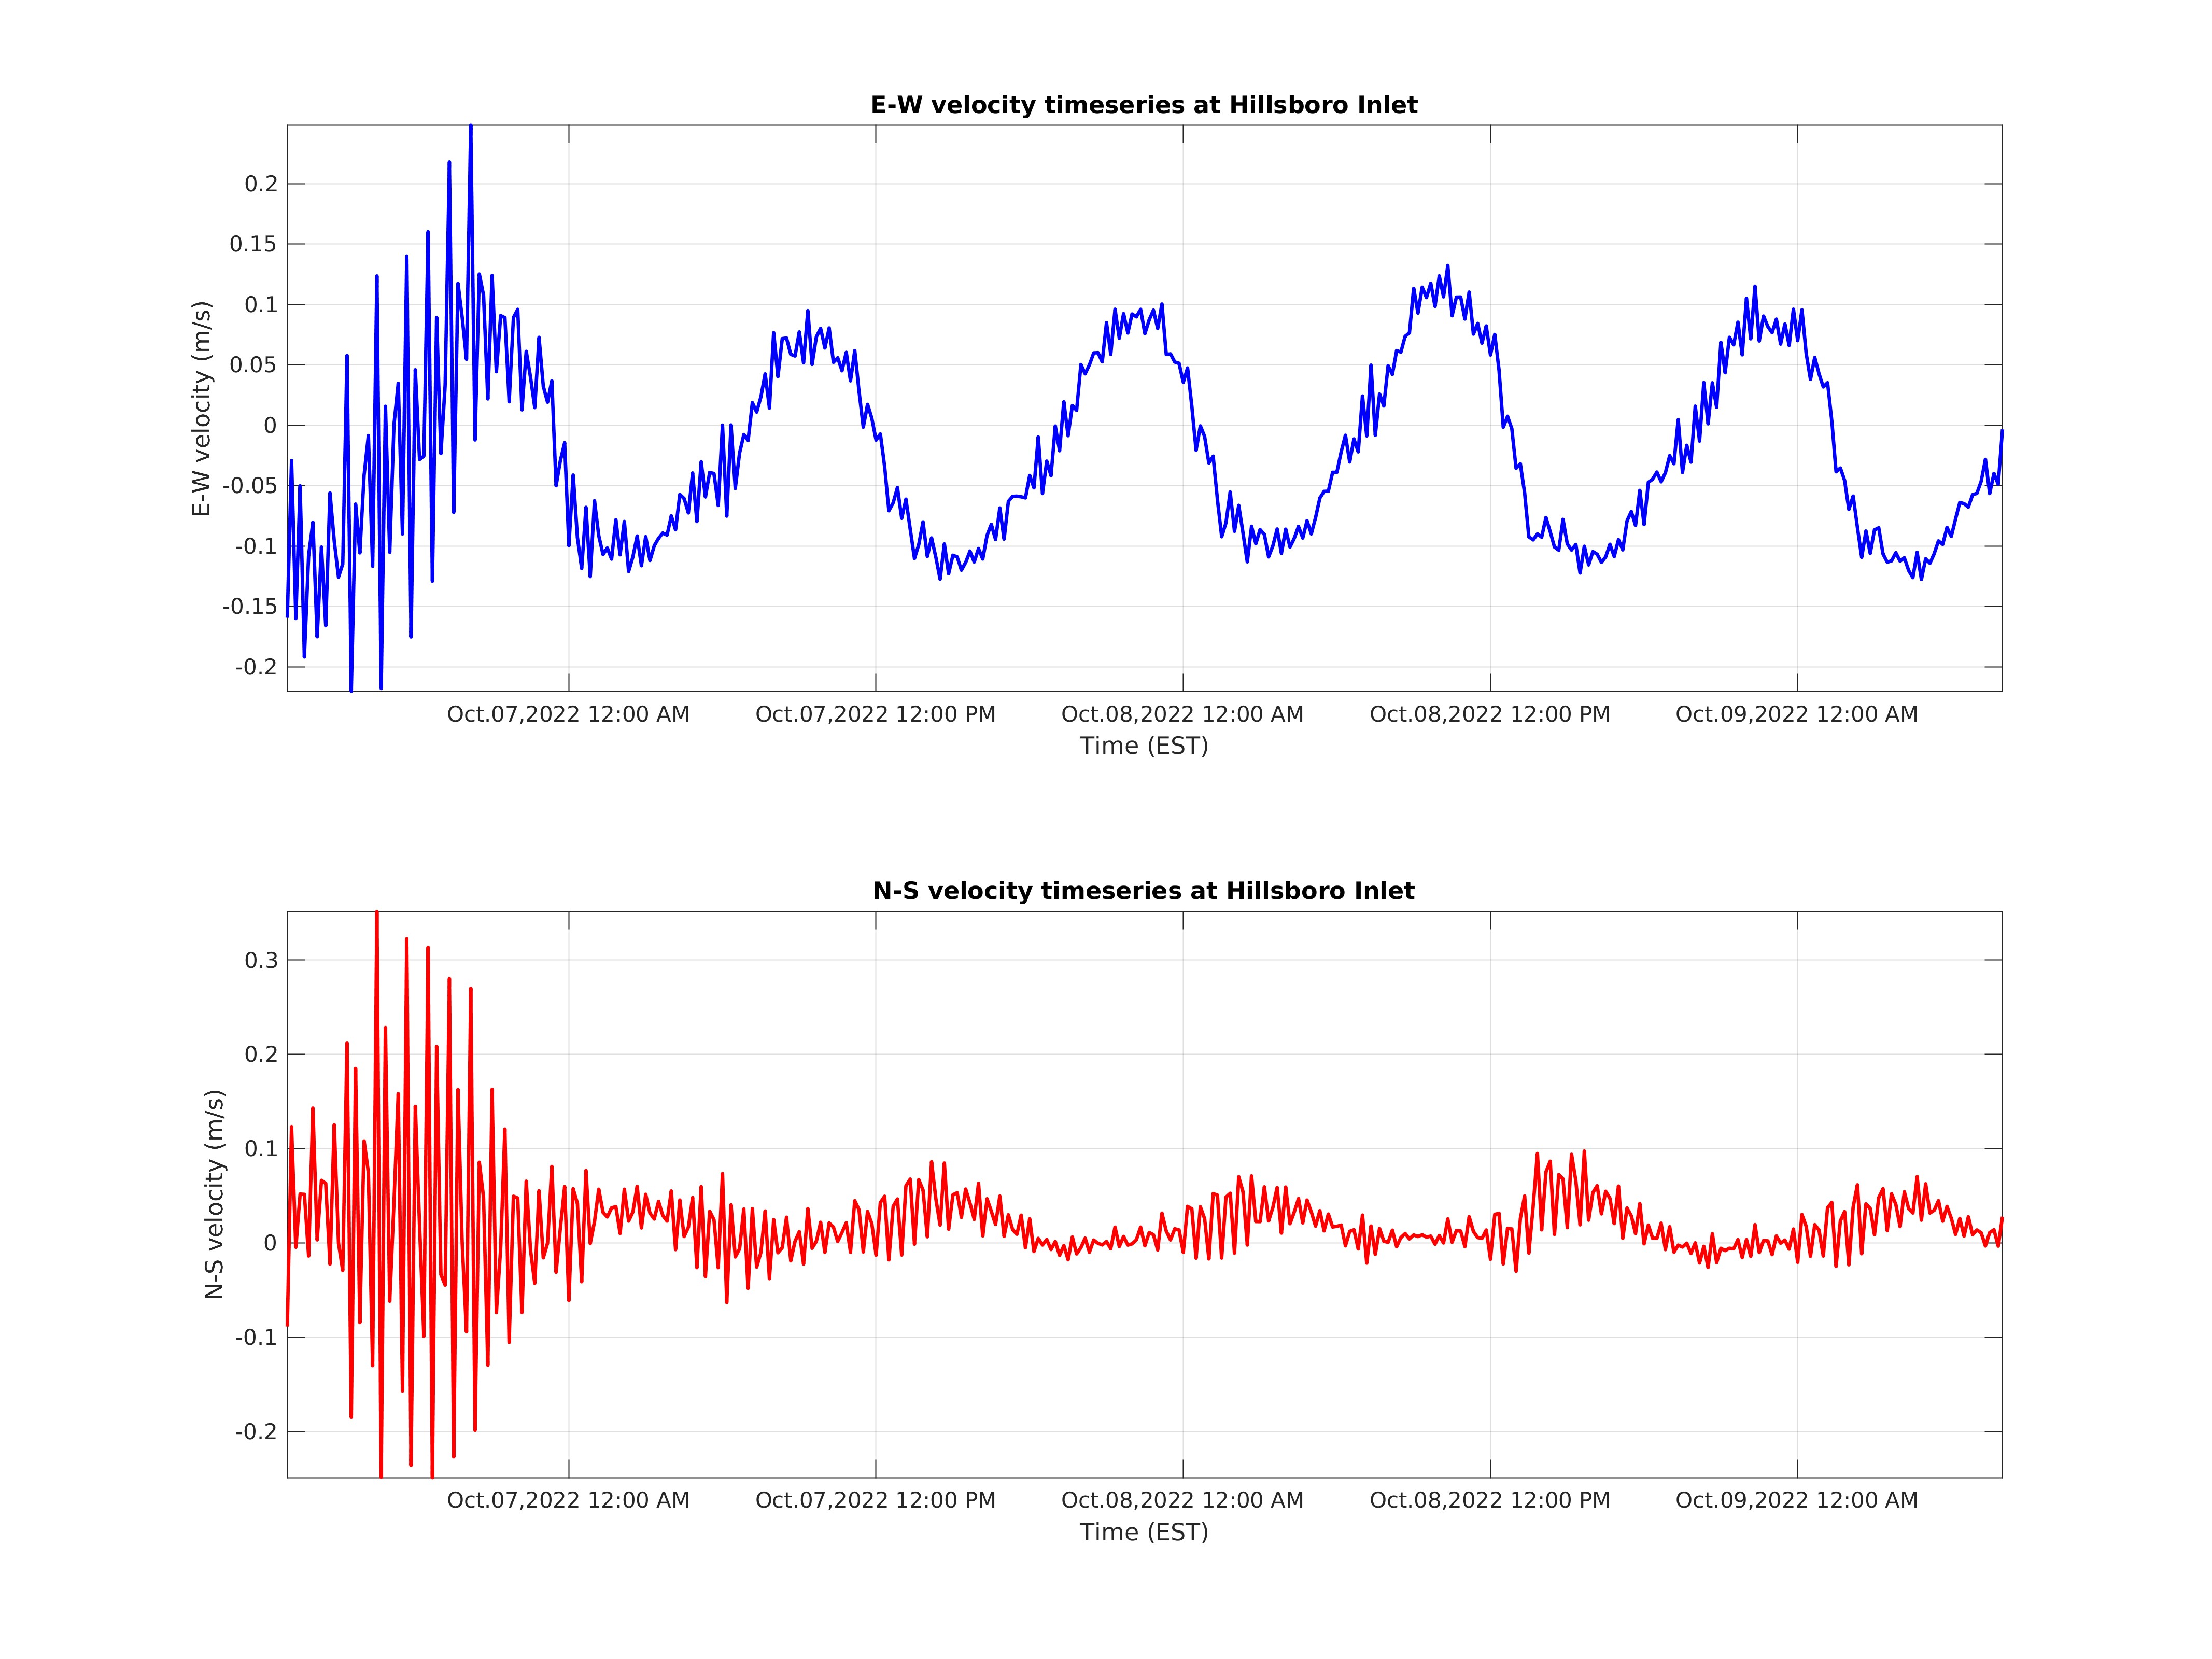 E-W velocity timeseries at Hillsboro Inlet
E-W velocity (m/s)
0.2
0.15
0.1
0.05
0
-0.05
-0.1
-0.15
-0.2
Oct.07,2022 12:00 AM
Oct.07,2022 12:00 PM
Oct.08,2022 12:00 AM
Oct.08,2022 12:00 PM
Oct.09,2022 12:00 AM
Time (EST)
N-S velocity timeseries at Hillsboro Inlet
N-S velocity (m/s)
0.3
0.2
0.1
0
-0.1
-0.2
Oct.07,2022 12:00 AM
Oct.07,2022 12:00 PM
Oct.08,2022 12:00 AM
Oct.08,2022 12:00 PM
Oct.09,2022 12:00 AM
Time (EST)